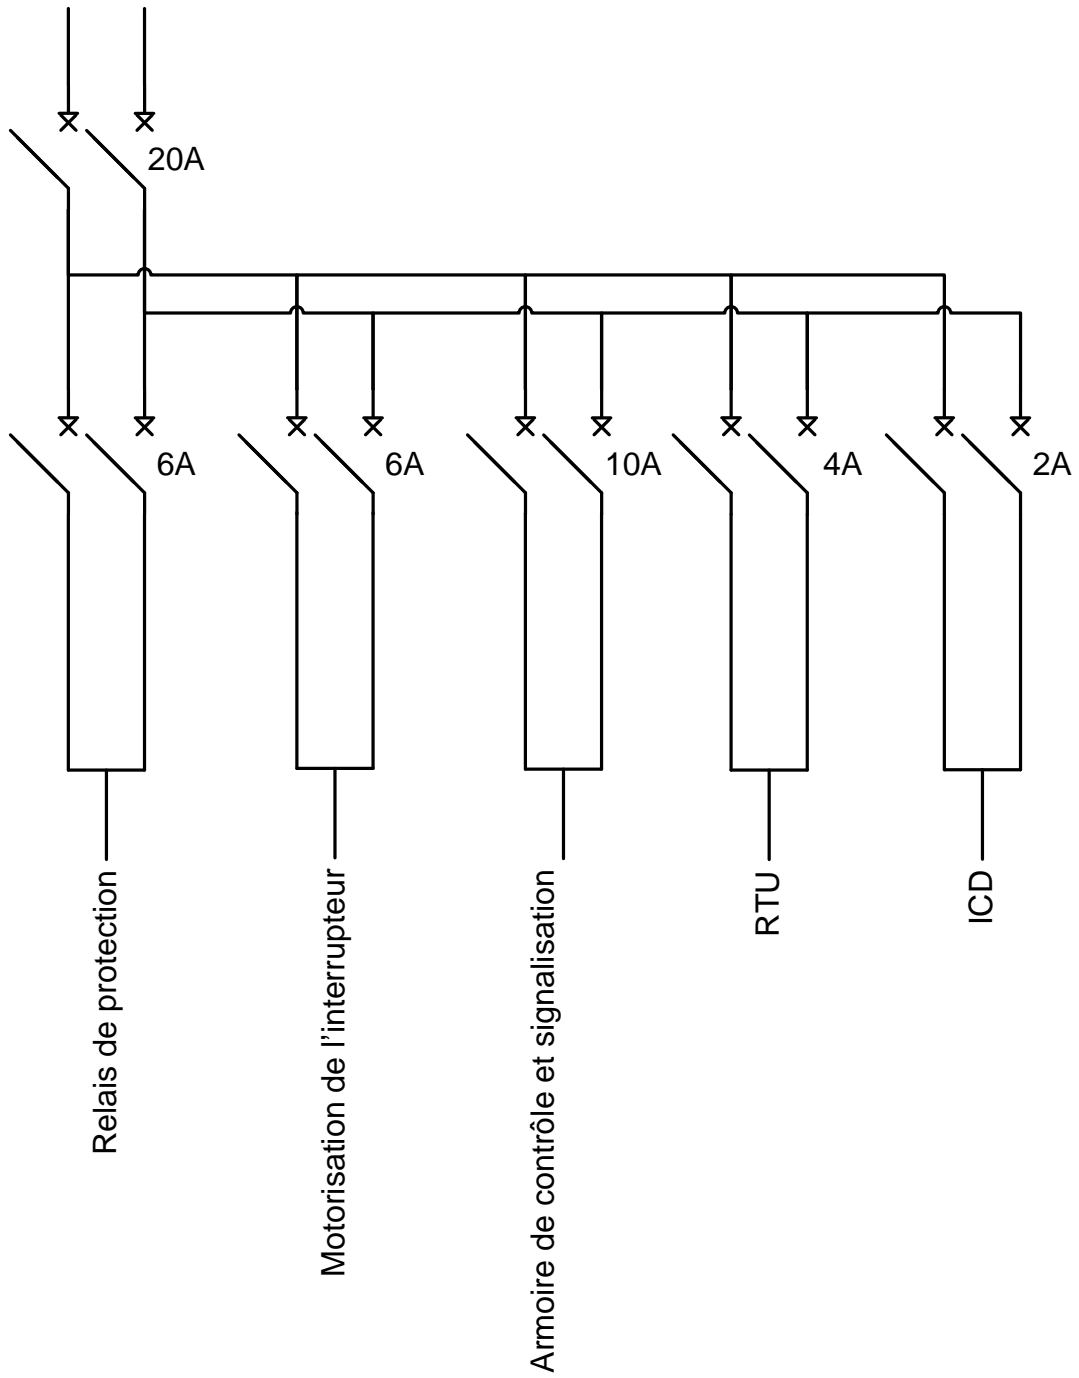 20A
6A
6A
10A
4A
2A
Relais de protection
Motorisation de l’interrupteur
Armoire de contrôle et signalisation
RTU
ICD